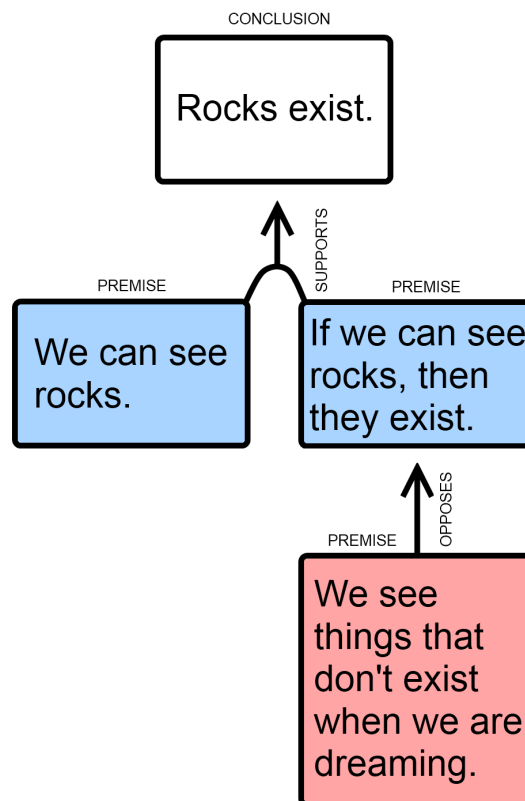 CONCLUSION
Rocks exist.
SUPPORTS
PREMISE
We can see
rocks.
PREMISE
If we can see
rocks, then
they exist.
OPPOSES
PREMISE
We see
things that
don't exist
when we are
dreaming.